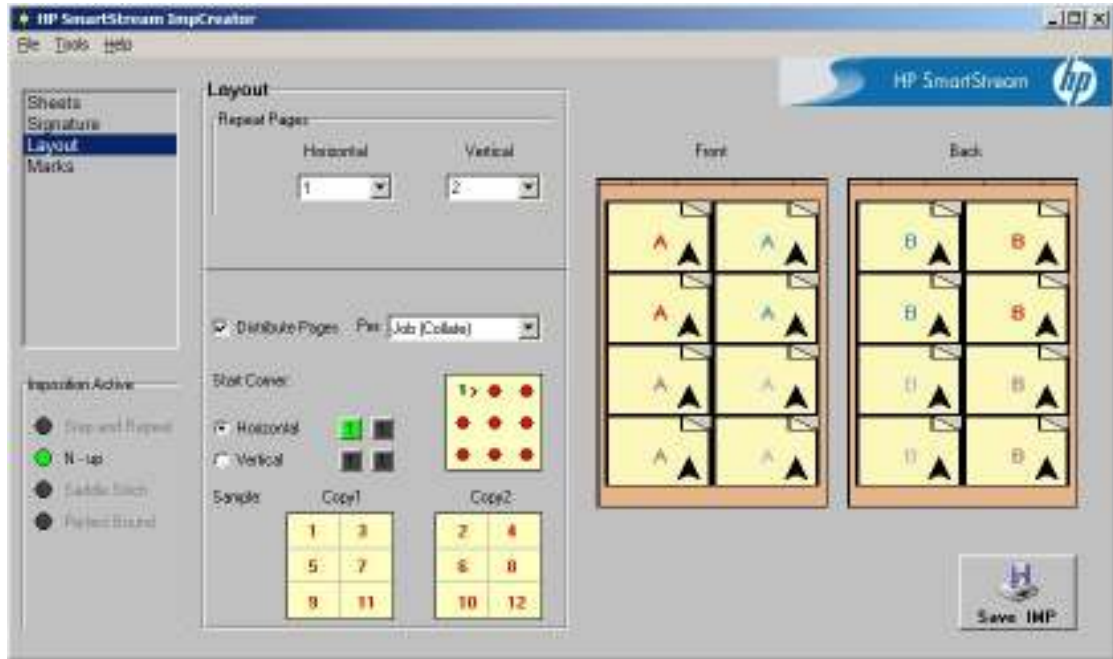 HP SmartStream ImpCreator
File Tools Help
HP SmartStream hp
Sheets
Signature
Layout
Marks
Layout
Repeat Pages
Horizontal Vertical
1 2
Front Back
A A B B
A A B B
A A B B
A A B B
Distribute Pages Per Job (Collate)
Start Corner:
1 >
Horizontal 1
Vertical
Sample: Copy1 Copy2
1 3 2 4
5 7 6 8
9 11 10 12
Imposition Active
Step and Repeat
N - up
Saddle Stitch
Perfect Bound
Save IMP